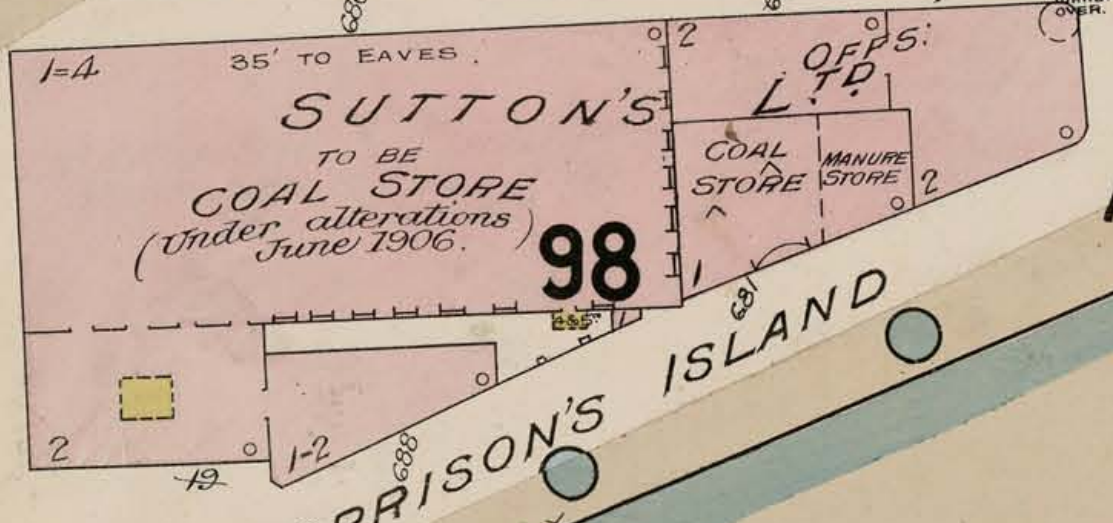 688
OVER.
1=4
35' TO EAVES.
2
OFFS:
SUTTON'S
LTD.
TO BE
COAL STORE
(Under alterations
June 1906.)
98
COAL
STORE
MANURE
STORE
2
1
681
2
1-2
19
688
RRISON'S ISLAND